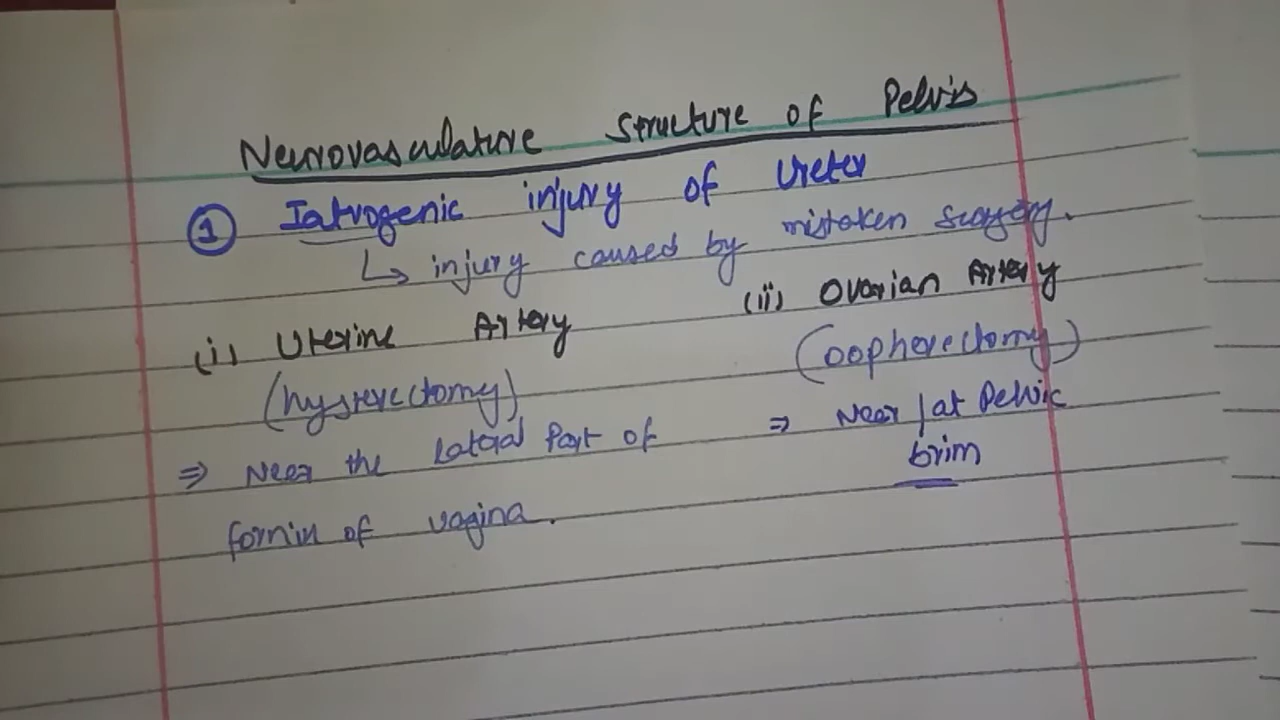 Neurovasculature Structure of Pelvis
① Iatrogenic injury of Ureter
↳ injury caused by mistaken surgery.
(i) Uterine Artery
(hysterectomy)
⇒ Near the lateral Part of
fornix of vagina.
(ii) Ovarian Artery
(oophorectomy)
⇒ Near/at Pelvic
brim